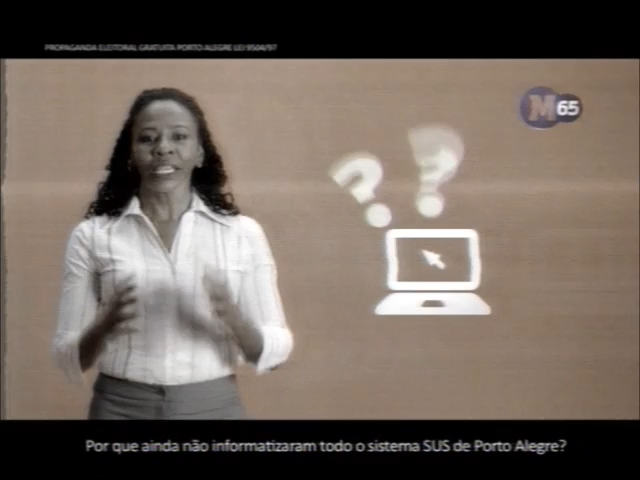 PROPAGANDA ELEITORAL GRATUITA PORTO ALEGRE LEI 9504/97
M 65
? ?
Por que ainda não informatizaram todo o sistema SUS de Porto Alegre?